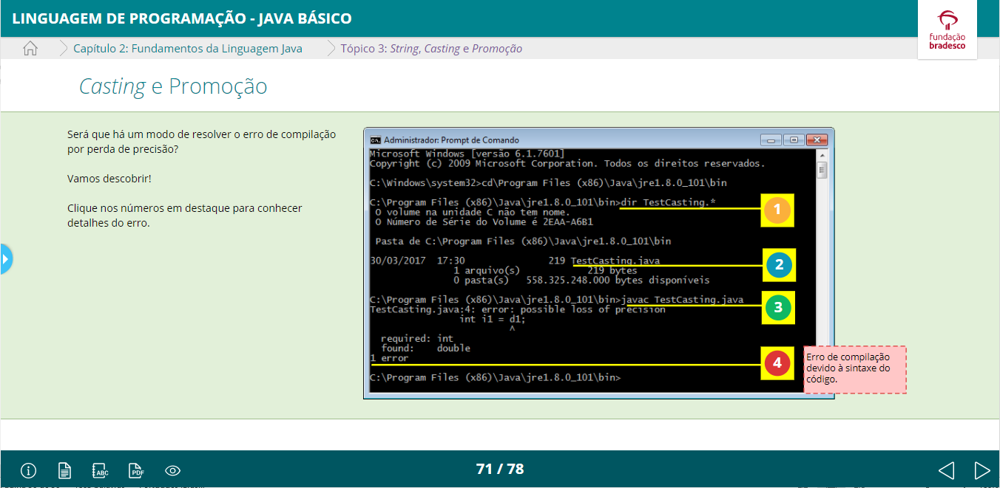 LINGUAGEM DE PROGRAMAÇÃO - JAVA BÁSICO
fundação
bradesco
Capítulo 2: Fundamentos da Linguagem Java
Tópico 3: String, Casting e Promoção
Casting e Promoção
Será que há um modo de resolver o erro de compilação
por perda de precisão?
Vamos descobrir!
Clique nos números em destaque para conhecer
detalhes do erro.
Administrador: Prompt de Comando
Microsoft Windows [versão 6.1.7601]
Copyright (c) 2009 Microsoft Corporation. Todos os direitos reservados.
C:\Windows\system32>cd\Program Files (x86)\Java\jre1.8.0_101\bin
C:\Program Files (x86)\Java\jre1.8.0_101\bin>dir TestCasting.*
O volume na unidade C não tem nome.
O Número de Série do Volume é 2EAA-A6B1
Pasta de C:\Program Files (x86)\Java\jre1.8.0_101\bin
30/03/2017 17:30 219 TestCasting.java
1 arquivo(s) 219 bytes
0 pasta(s) 558.325.248.000 bytes disponíveis
C:\Program Files (x86)\Java\jre1.8.0_101\bin>javac TestCasting.java
TestCasting.java:4: error: possible loss of precision
int i1 = d1;
^
required: int
found: double
1 error
C:\Program Files (x86)\Java\jre1.8.0_101\bin>
1
2
3
4
Erro de compilação
devido à sintaxe do
código.
ABC
PDF
71 / 78